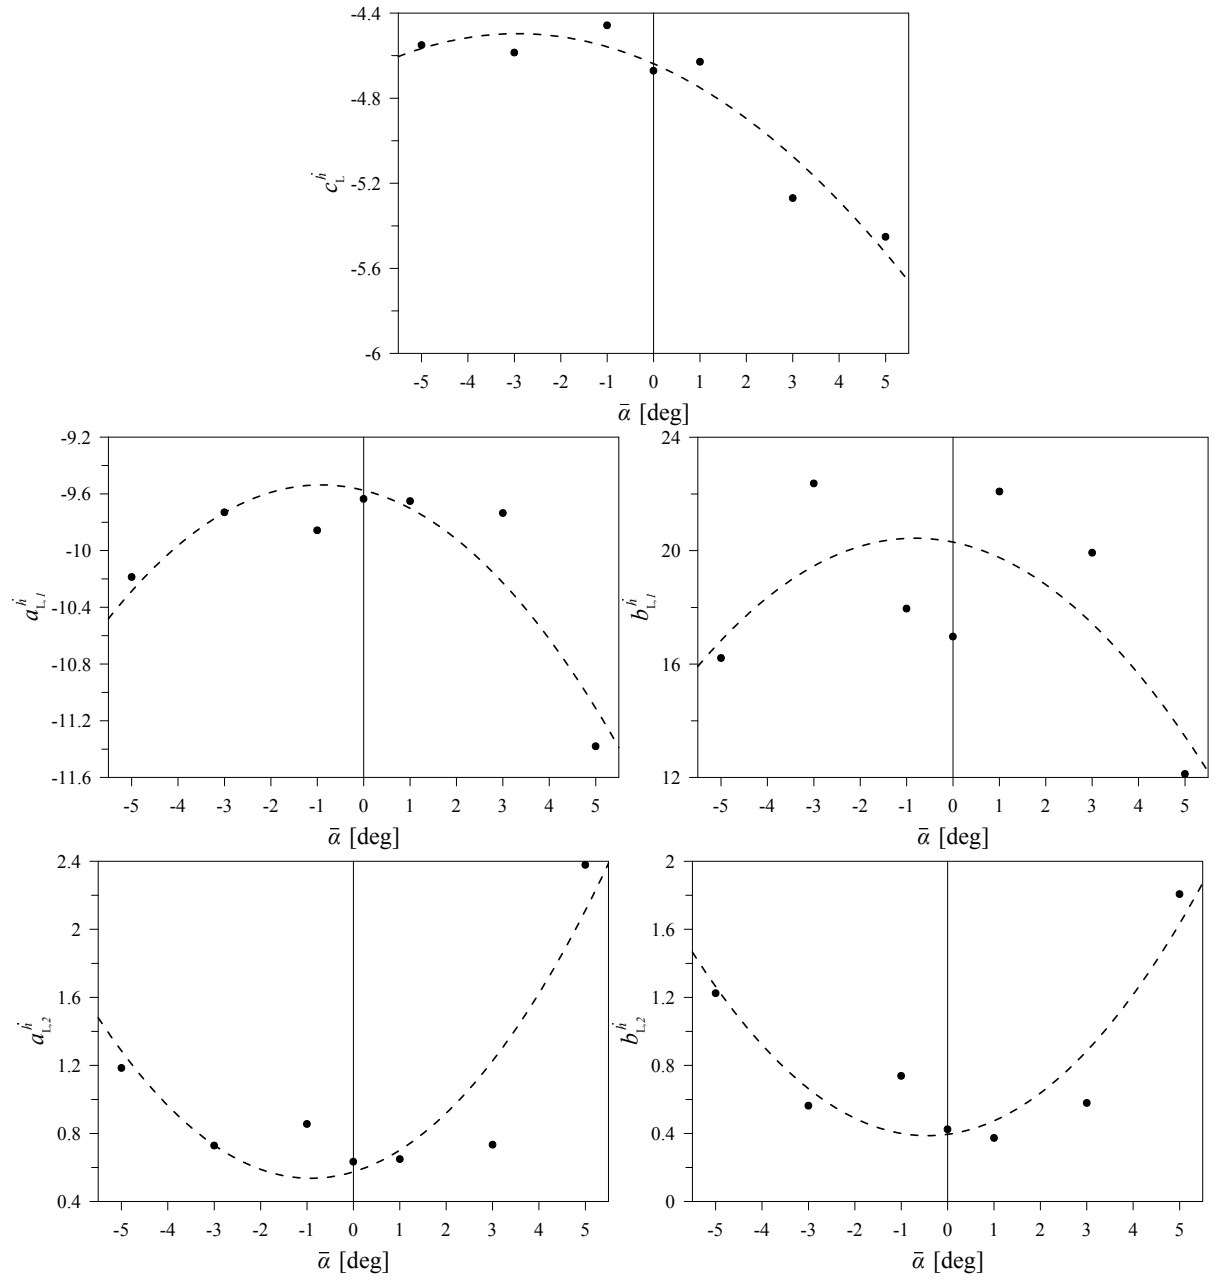 -4.4
-4.8
-5.2
-5.6
-6
c_L^ḣ
-5 -4 -3 -2 -1 0 1 2 3 4 5
ᾱ [deg]
-9.2
-9.6
-10
-10.4
-10.8
-11.2
-11.6
a_L,1^ḣ
-5 -4 -3 -2 -1 0 1 2 3 4 5
ᾱ [deg]
24
20
16
12
b_L,1^ḣ
-5 -4 -3 -2 -1 0 1 2 3 4 5
ᾱ [deg]
2.4
2
1.6
1.2
0.8
0.4
a_L,2^ḣ
-5 -4 -3 -2 -1 0 1 2 3 4 5
ᾱ [deg]
2
1.6
1.2
0.8
0.4
0
b_L,2^ḣ
-5 -4 -3 -2 -1 0 1 2 3 4 5
ᾱ [deg]